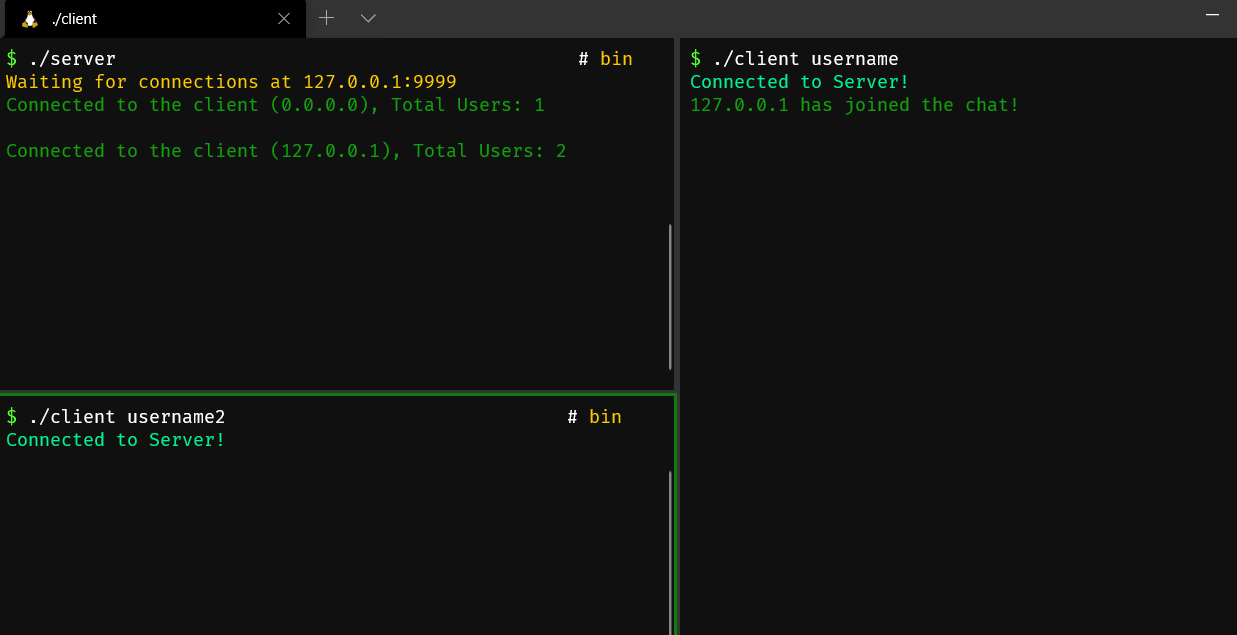 ./client
$ ./server # bin
Waiting for connections at 127.0.0.1:9999
Connected to the client (0.0.0.0), Total Users: 1
Connected to the client (127.0.0.1), Total Users: 2
$ ./client username2 # bin
Connected to Server!
$ ./client username
Connected to Server!
127.0.0.1 has joined the chat!